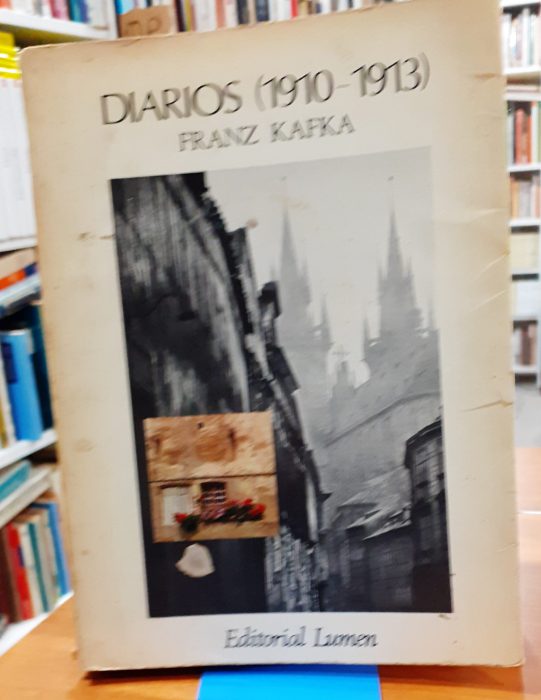 DIARIOS (1910-1913)
FRANZ KAFKA
Editorial Lumen